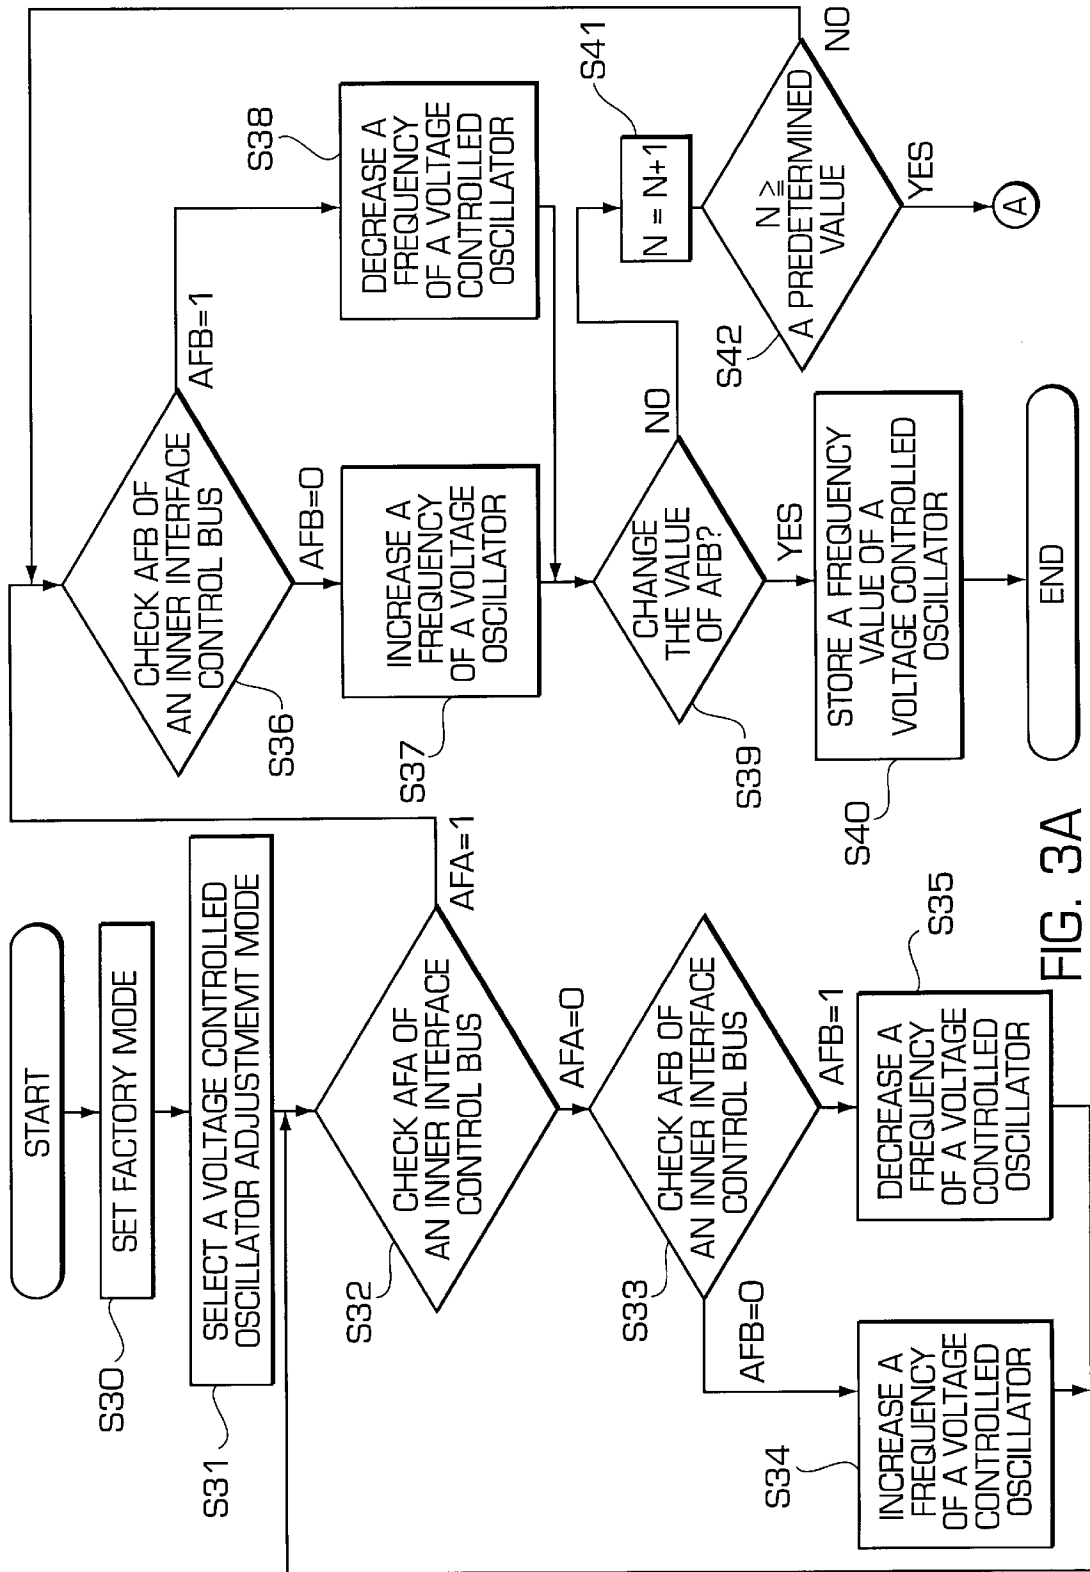 START
S30
SET FACTORY MODE
S31
SELECT A VOLTAGE CONTROLLED
OSCILLATOR ADJUSTMEMT MODE
S32
CHECK AFA OF
AN INNER INTERFACE
CONTROL BUS
AFA=1
AFA=0
S33
CHECK AFB OF
AN INNER INTERFACE
CONTROL BUS
AFB=0
AFB=1
S34
INCREASE A
FREQUENCY
OF A VOLTAGE
CONTROLLED
OSCILLATOR
S35
DECREASE A
FREQUENCY
OF A VOLTAGE
CONTROLLED
OSCILLATOR
S36
CHECK AFB OF
AN INNER INTERFACE
CONTROL BUS
AFB=1
AFB=0
S37
INCREASE A
FREQUENCY
OF A VOLTAGE
OSCILLATOR
S38
DECREASE A
FREQUENCY
OF A VOLTAGE
CONTROLLED
OSCILLATOR
S39
CHANGE
THE VALUE
OF AFB?
NO
YES
S40
STORE A FREQUENCY
VALUE OF A
VOLTAGE CONTROLLED
OSCILLATOR
END
S41
N = N+1
S42
N ≧
A PREDETERMINED
VALUE
NO
YES
A
FIG. 3A